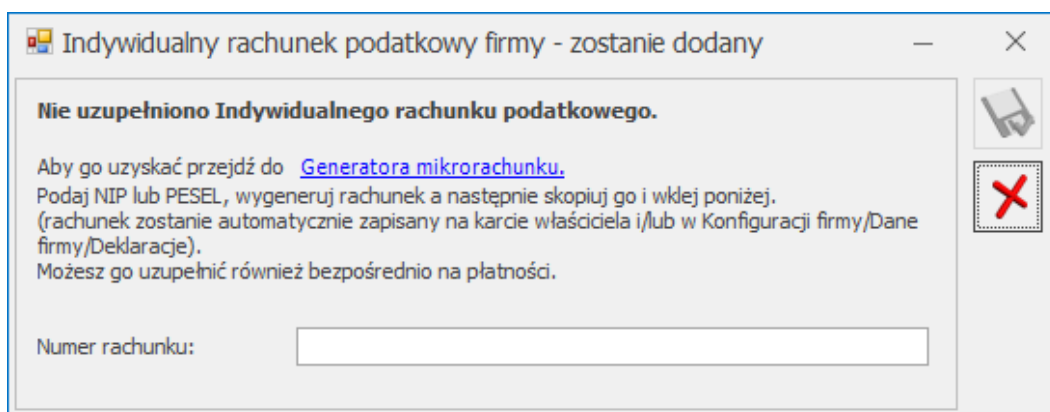 Indywidualny rachunek podatkowy firmy - zostanie dodany
Nie uzupełniono Indywidualnego rachunku podatkowego.
Aby go uzyskać przejdź do Generatora mikrorachunku.
Podaj NIP lub PESEL, wygeneruj rachunek a następnie skopiuj go i wklej poniżej.
(rachunek zostanie automatycznie zapisany na karcie właściciela i/lub w Konfiguracji firmy/Dane
firmy/Deklaracje).
Możesz go uzupełnić również bezpośrednio na płatności.
Numer rachunku: